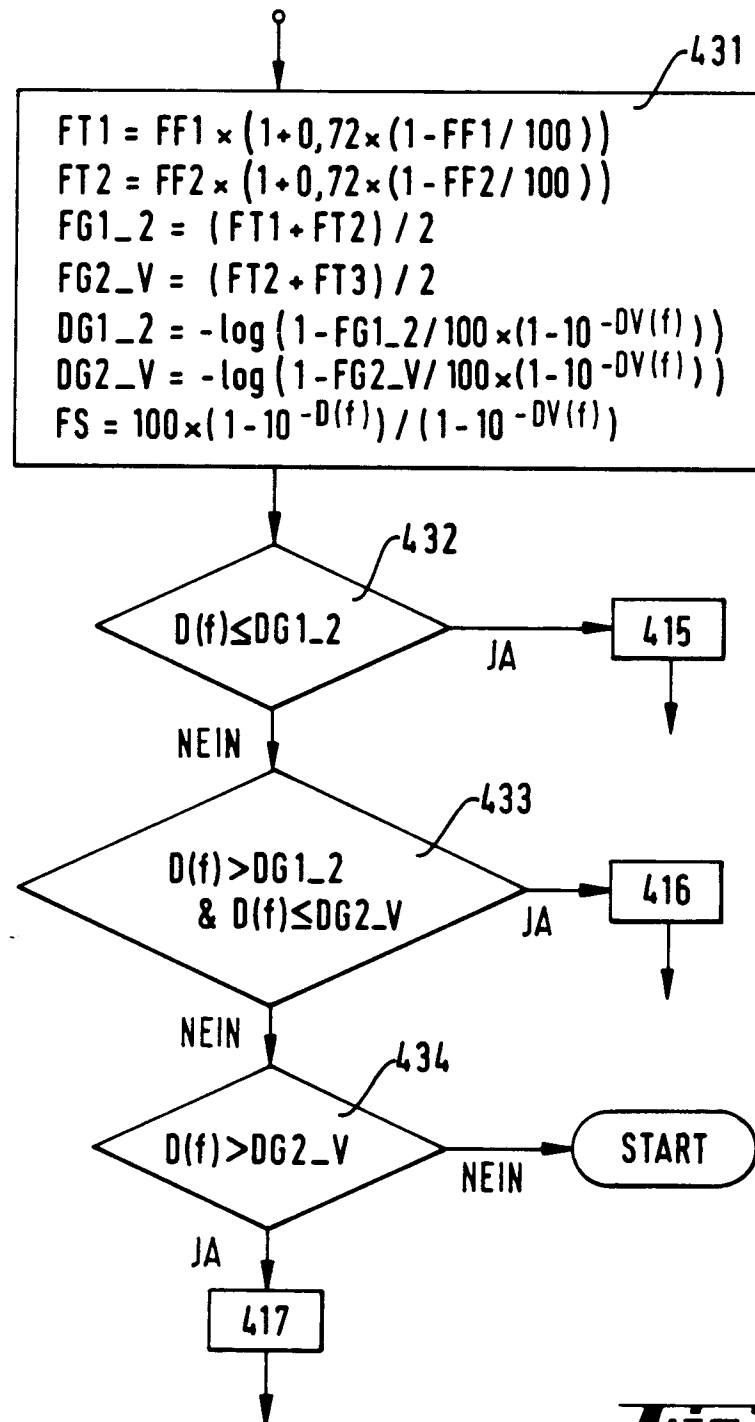 431
FT1 = FF1 × (1+0,72×(1-FF1/100))
FT2 = FF2 × (1+0,72×(1-FF2/100))
FG1_2 = (FT1+FT2)/2
FG2_V = (FT2+FT3)/2
DG1_2 = -log(1-FG1_2/100×(1-10^-DV(f)))
DG2_V = -log(1-FG2_V/100×(1-10^-DV(f)))
FS = 100×(1-10^-D(f))/(1-10^-DV(f))
432
D(f)≤DG1_2
JA
415
NEIN
433
D(f)>DG1_2
& D(f)≤DG2_V
JA
416
NEIN
434
D(f)>DG2_V
NEIN
START
JA
417